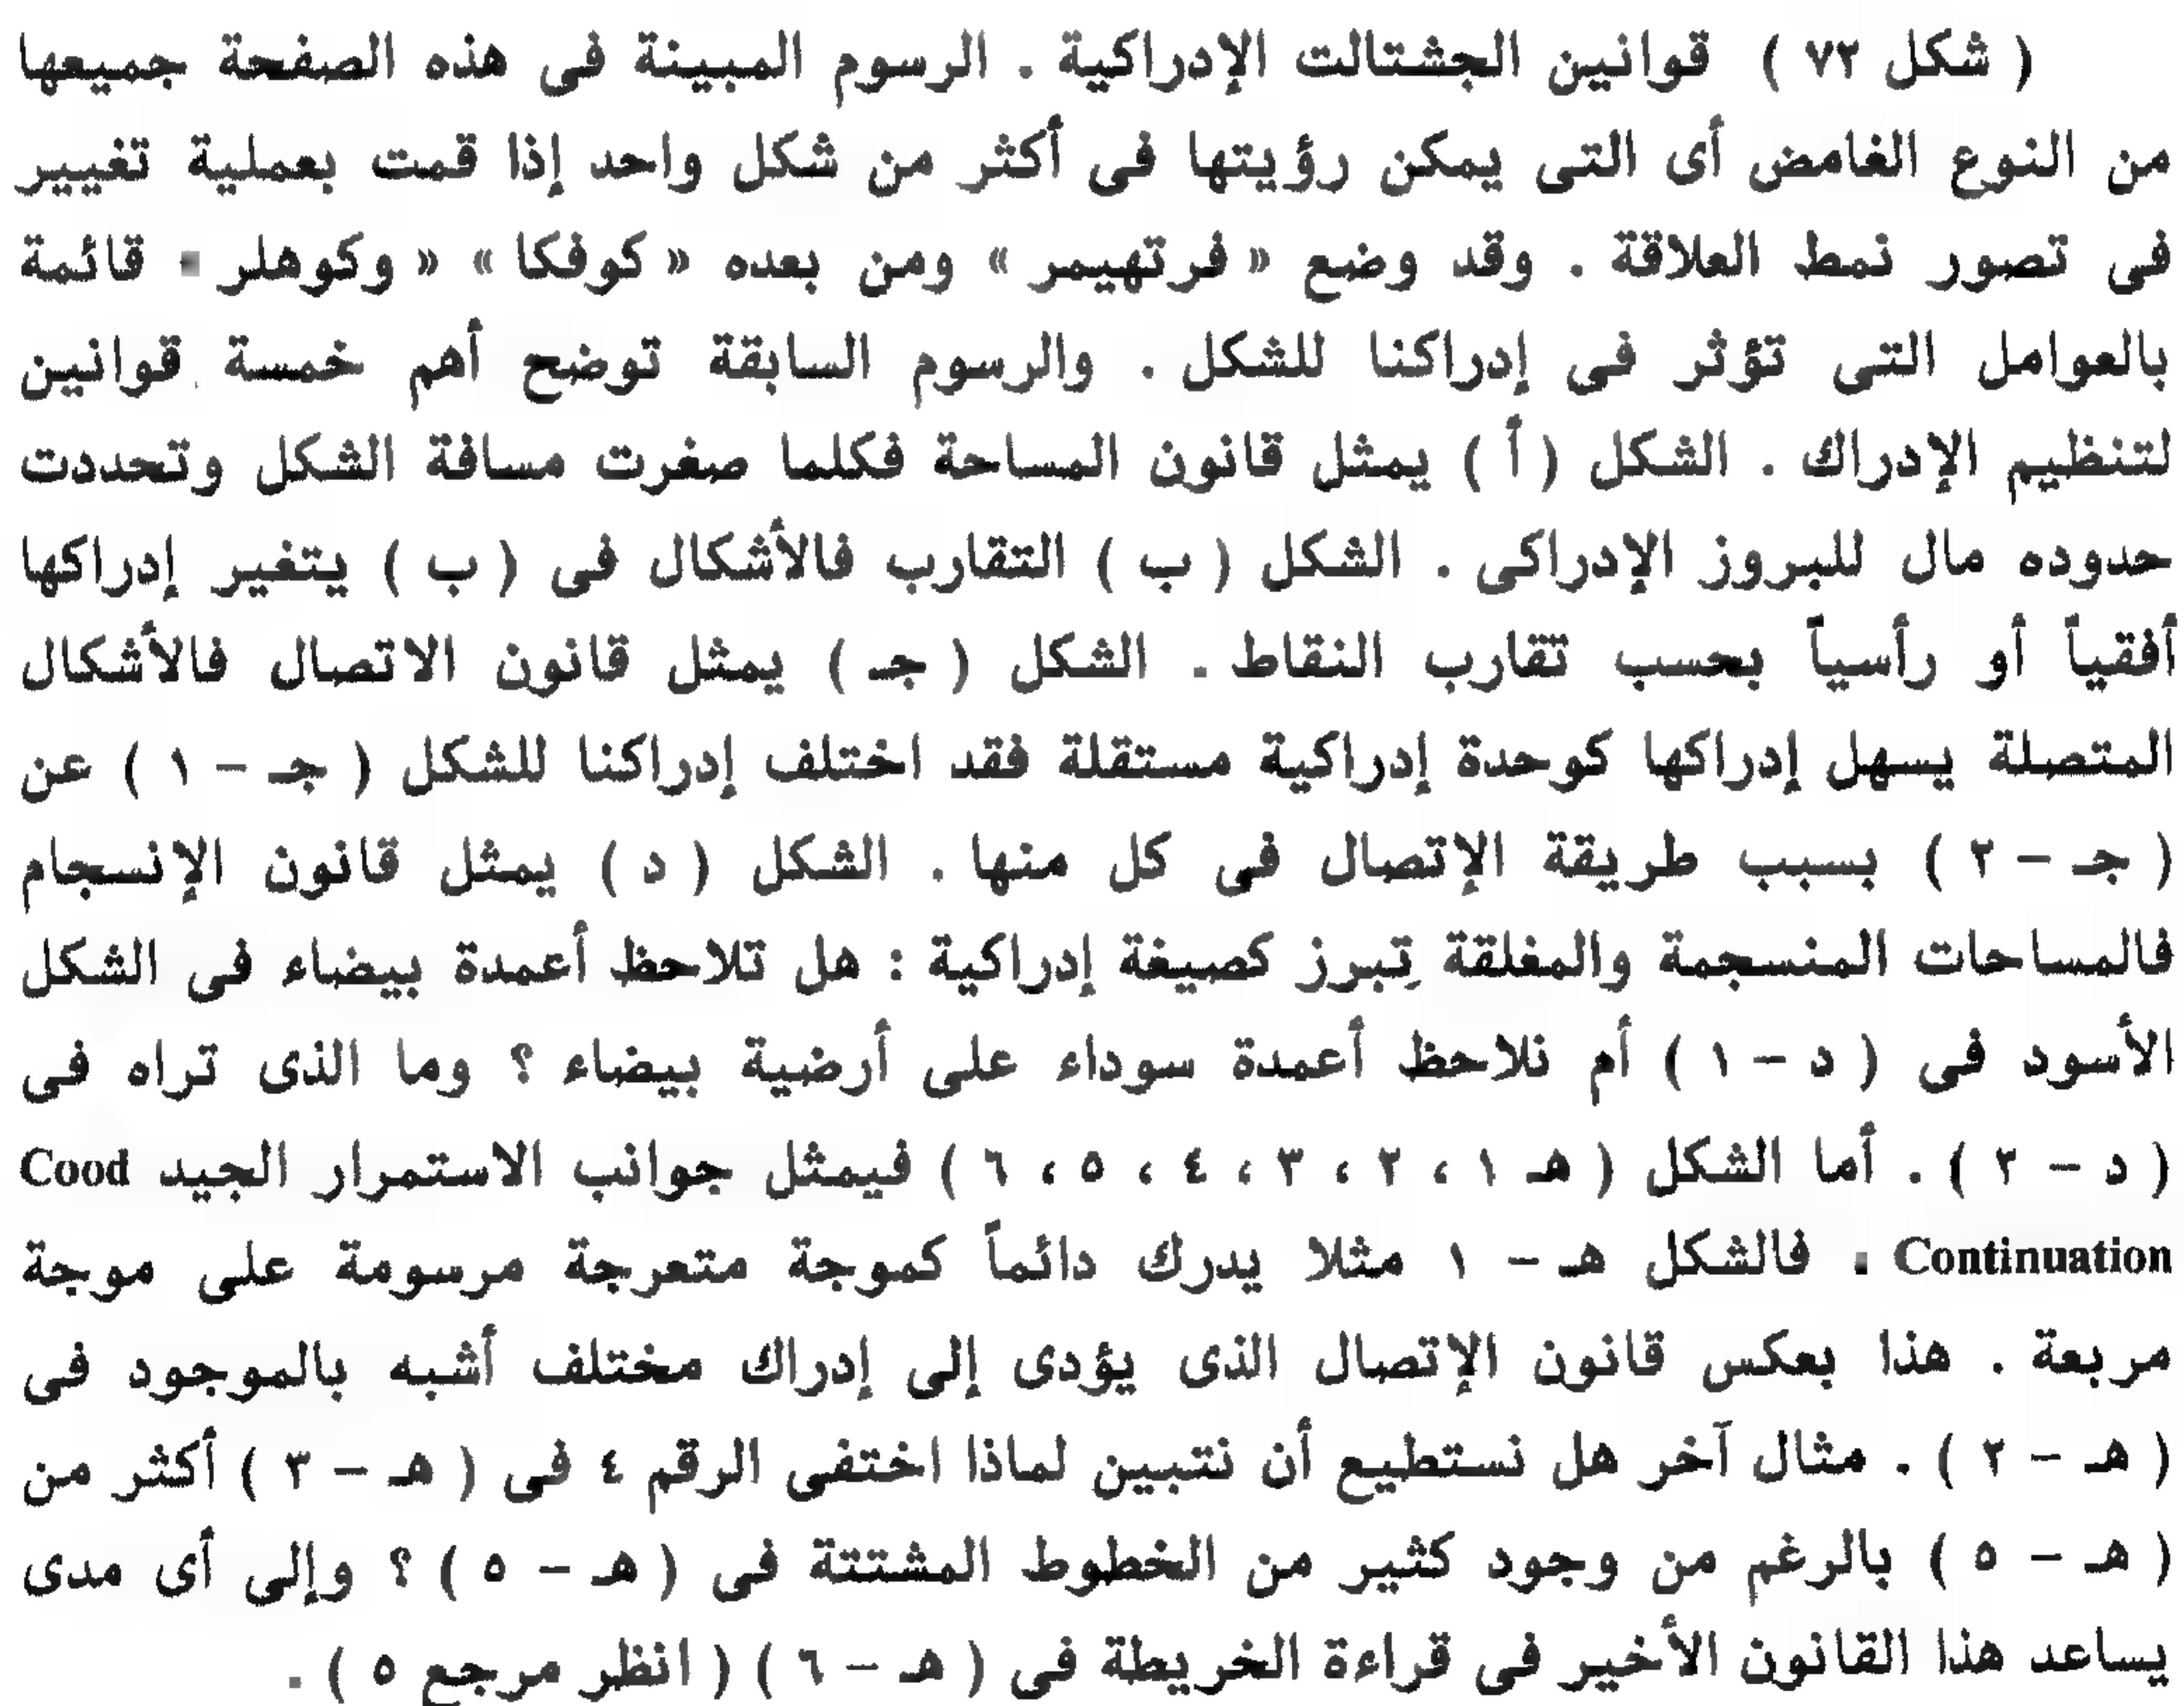 ( شكل ٧٢ ) قوانين الجشتالت الإدراكية . الرسوم المبينة فى هذه الصفحة جميعها
من النوع الغامض أى التى يمكن رؤيتها فى أكثر من شكل واحد إذا قمت بعملية تغيير
فى تصور نمط العلاقة . وقد وضع « فرتهيمر » ومن بعده « كوفكا » « وكوهلر » قائمة
بالعوامل التى تؤثر فى إدراكنا للشكل . والرسوم السابقة توضح أهم خمسة قوانين
لتنظيم الإدراك . الشكل ( أ ) يمثل قانون المساحة فكلما صغرت مسافة الشكل وتحددت
حدوده مال للبروز الإدراكى . الشكل ( ب ) التقارب فالأشكال فى ( ب ) يتغير إدراكها
أفقياً أو رأسياً بحسب تقارب النقاط . الشكل ( جـ ) يمثل قانون الاتصال فالأشكال
المتصلة يسهل إدراكها كوحدة إدراكية مستقلة فقد اختلف إدراكنا للشكل ( جـ – ١ ) عن
( جـ – ٢ ) بسبب طريقة الإتصال فى كل منها . الشكل ( د ) يمثل قانون الإنسجام
فالمساحات المنسجمة والمغلقة تبرز كصيغة إدراكية : هل تلاحظ أعمدة بيضاء فى الشكل
الأسود فى ( د – ١ ) أم نلاحظ أعمدة سوداء على أرضية بيضاء ؟ وما الذى تراه فى
( د – ٢ ) . أما الشكل ( هـ ١ ، ٢ ، ٣ ، ٤ ، ٥ ، ٦ ) فيمثل جوانب الاستمرار الجيد Cood
Continuation . فالشكل هـ – ١ مثلا يدرك دائماً كموجة متعرجة مرسومة على موجة
مربعة . هذا بعكس قانون الإتصال الذى يؤدى إلى إدراك مختلف أشبه بالموجود فى
( هـ – ٢ ) . مثال آخر هل نستطيع أن نتبين لماذا اختفى الرقم ٤ فى ( هـ – ٣ ) أكثر من
( هـ – ٥ ) بالرغم من وجود كثير من الخطوط المشتتة فى ( هـ – ٥ ) ؟ وإلى أى مدى
يساعد هذا القانون الأخير فى قراءة الخريطة فى ( هـ – ٦ ) ( انظر مرجع ٥ ) .